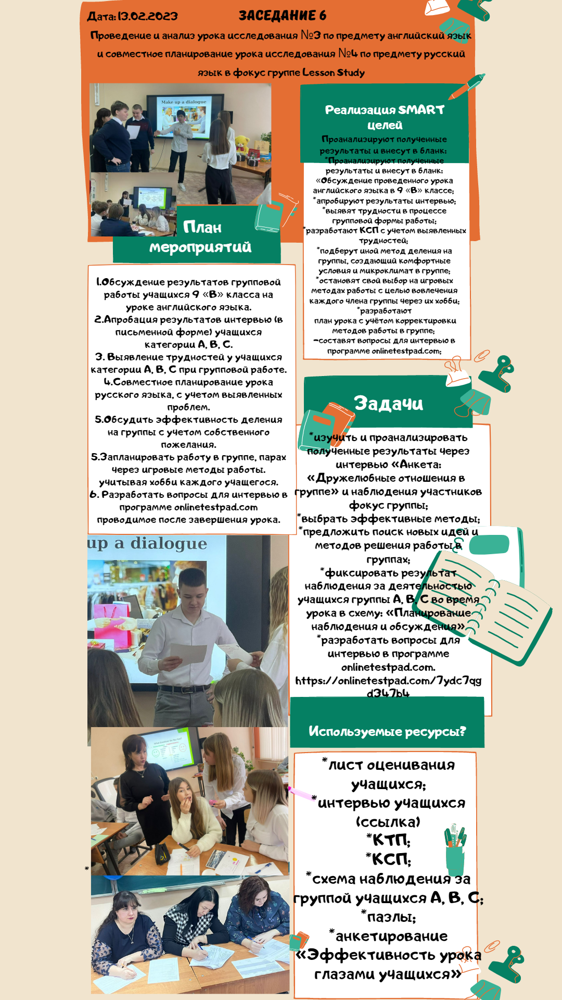 Дата: 13.02.2023
ЗАСЕДАНИЕ 6
Проведение и анализ урока исследования №3 по предмету английский язык
и совместное планирование урока исследования №4 по предмету русский
язык в фокус группе Lesson Study
Make up a dialogue
Реализация SMART
целей
Проанализируют полученные
результаты и внесут в бланк:
*Проанализируют полученные
результаты и внесут в бланк:
«Обсуждение проведенного урока
английского языка в 9 «В» классе;
*апробируют результаты интервью;
*выявят трудности в процессе
групповой формы работы;
*разработают КСП с учетом выявленных
трудностей;
*подберут иной метод деления на
группы, создающий комфортные
условия и микроклимат в группе;
*остановят свой выбор на игровых
методах работы с целью вовлечения
каждого члена группы через их хобби;
*разработают
план урока с учётом корректировки
методов работы в группе;
-составят вопросы для интервью в
программе onlinetestpad.com;
План
мероприятий
1.Обсуждение результатов групповой
работы учащихся 9 «В» класса на
уроке английского языка.
2.Апробация результатов интервью (в
письменной форме) учащихся
категории А, В, С.
3. Выявление трудностей у учащихся
категории А, В, С при групповой работе.
4.Совместное планирование урока
русского языка, с учетом выявленных
проблем.
5.Обсудить эффективность деления
на группы с учетом собственного
пожелания.
5.Запланировать работу в группе, парах
через игровые методы работы.
учитывая хобби каждого учащегося.
6. Разработать вопросы для интервью в
программе onlinetestpad.com
проводимое после завершения урока.
Задачи
*изучить и проанализировать
полученные результаты через
интервью «Анкета:
«Дружелюбные отношения в
группе» и наблюдения участников
фокус группы;
*выбрать эффективные методы;
*предложить поиск новых идей и
методов решения работы в
группах;
*фиксировать результат
наблюдения за деятельностью
учащихся группы А, В, С во время
урока в схему: «Планирование
наблюдения и обсуждения»
*разработать вопросы для
интервью в программе
onlinetestpad.com.
https://onlinetestpad.com/7ydc7qg
d347b4
up a dialogue
Используемые ресурсы?
*лист оценивания
учащихся;
*интервью учащихся
(ссылка)
*КТП;
*КСП;
*схема наблюдения за
группой учащихся А, В, С;
*пазлы;
*анкетирование
«Эффективность урока
глазами учащихся»
*